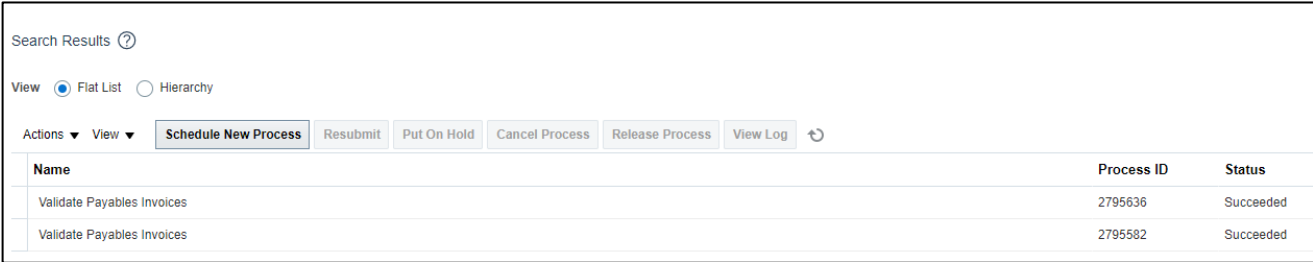 Search Results ?
View Flat List Hierarchy
Actions View Schedule New Process Resubmit Put On Hold Cancel Process Release Process View Log
Name Process ID Status
Validate Payables Invoices 2795636 Succeeded
Validate Payables Invoices 2795582 Succeeded